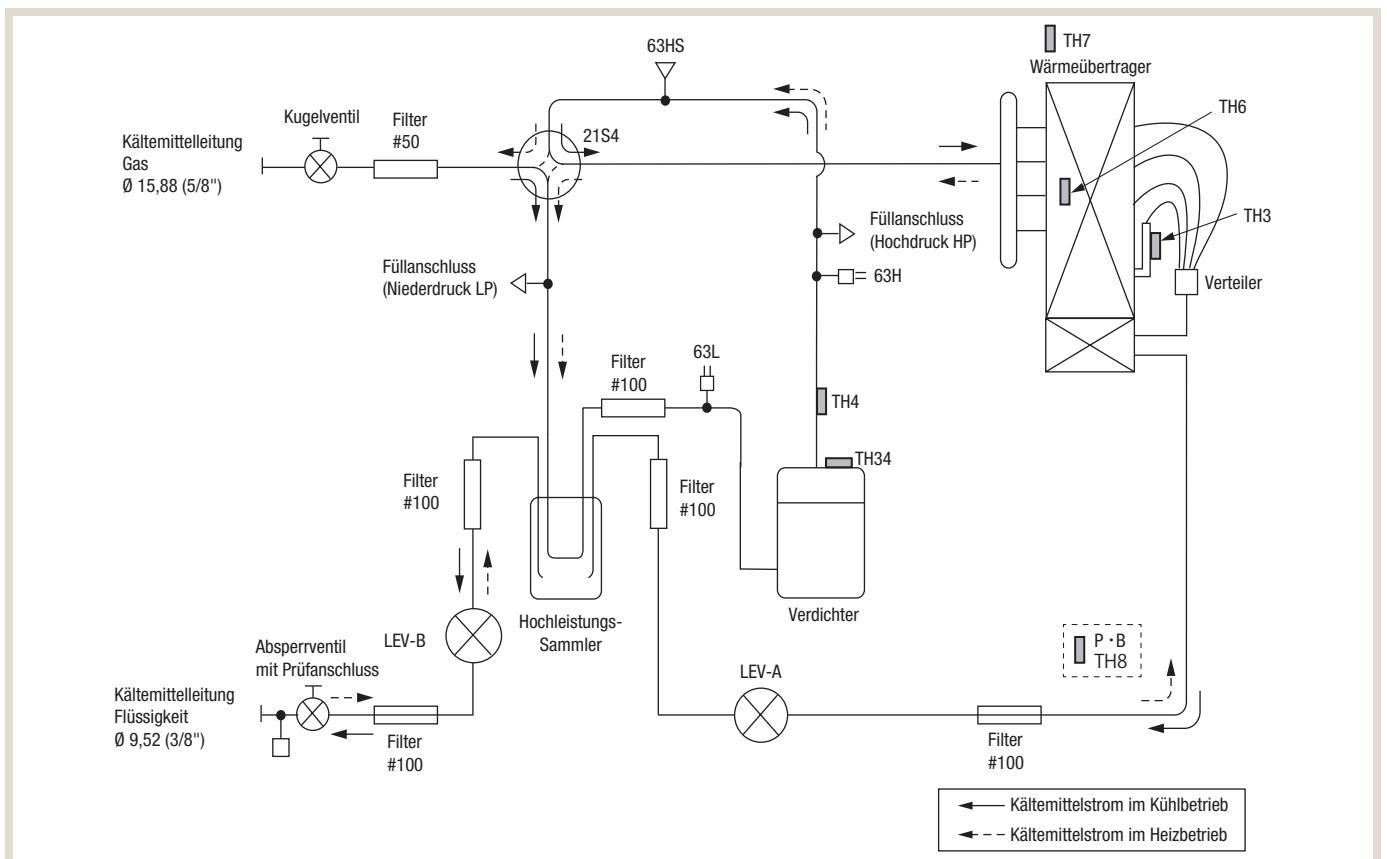 TH7
Wärmeübertrager
63HS
TH6
Kugelventil
Filter
#50
21S4
Kältemittelleitung
Gas
Ø 15,88 (5/8")
TH3
Füllanschluss
(Hochdruck HP)
Füllanschluss
(Niederdruck LP)
63H
Verteiler
63L
Filter
#100
TH4
TH34
Filter
#100
Filter
#100
Verdichter
Hochleistungs-
Sammler
LEV-B
Absperrventil
mit Prüfanschluss
P・B
TH8
LEV-A
Kältemittelleitung
Flüssigkeit
Ø 9,52 (3/8")
Filter
#100
Filter
#100
Kältemittelstrom im Kühlbetrieb
Kältemittelstrom im Heizbetrieb